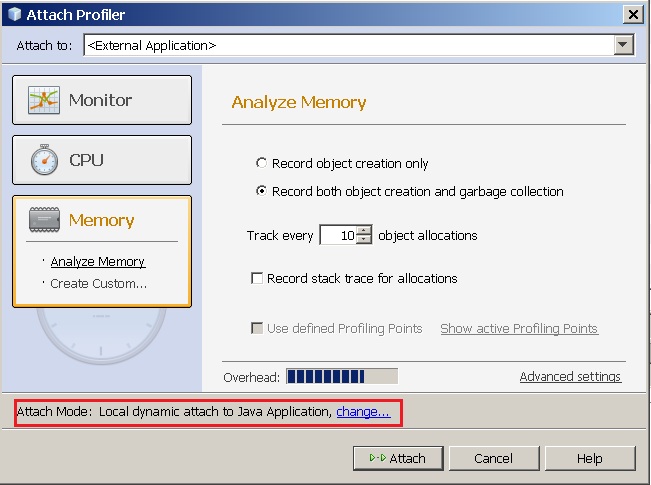 Attach Profiler
Attach to: <External Application>
Monitor
CPU
Memory
· Analyze Memory
· Create Custom...
Analyze Memory
Record object creation only
Record both object creation and garbage collection
Track every 10 object allocations
Record stack trace for allocations
Use defined Profiling Points Show active Profiling Points
Overhead: Advanced settings
Attach Mode: Local dynamic attach to Java Application, change...
Attach Cancel Help